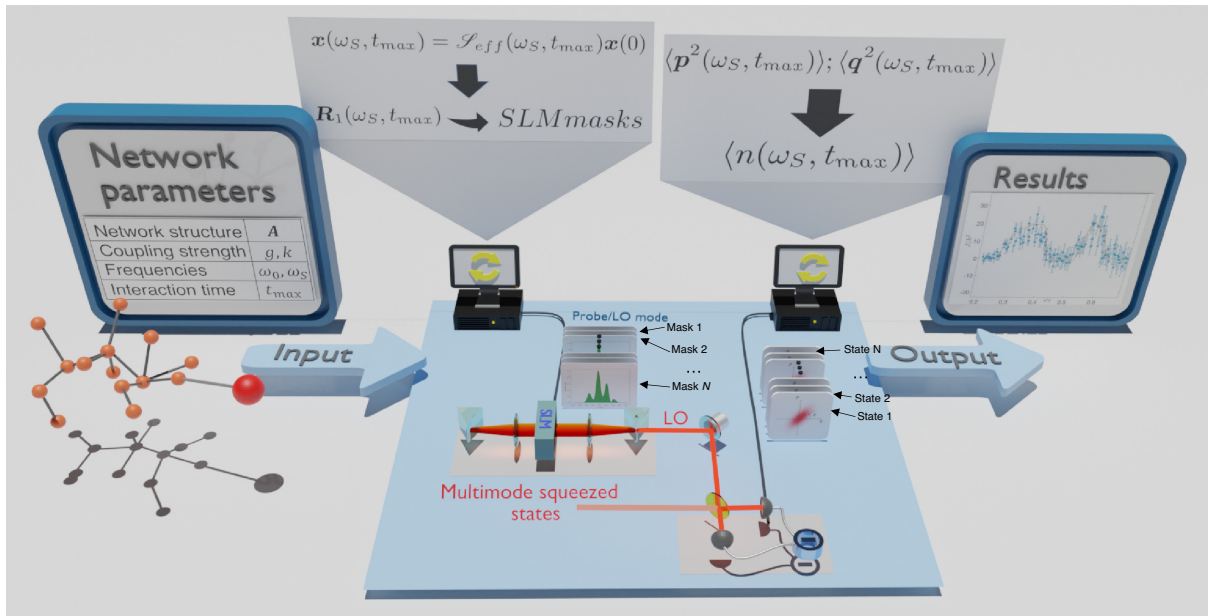 x(ω_S, t_max) = 𝒮_eff(ω_S, t_max)x(0)
R_1(ω_S, t_max) → SLMmasks
⟨p²(ω_S, t_max)⟩; ⟨q²(ω_S, t_max)⟩
⟨n(ω_S, t_max)⟩
Network
parameters
Network structure A
Coupling strength g, k
Frequencies ω_0, ω_S
Interaction time t_max
Results
Input
Probe/LO mode
Mask 1
Mask 2
...
Mask N
State N
...
State 2
State 1
Output
SLM
LO
Multimode squeezed
states